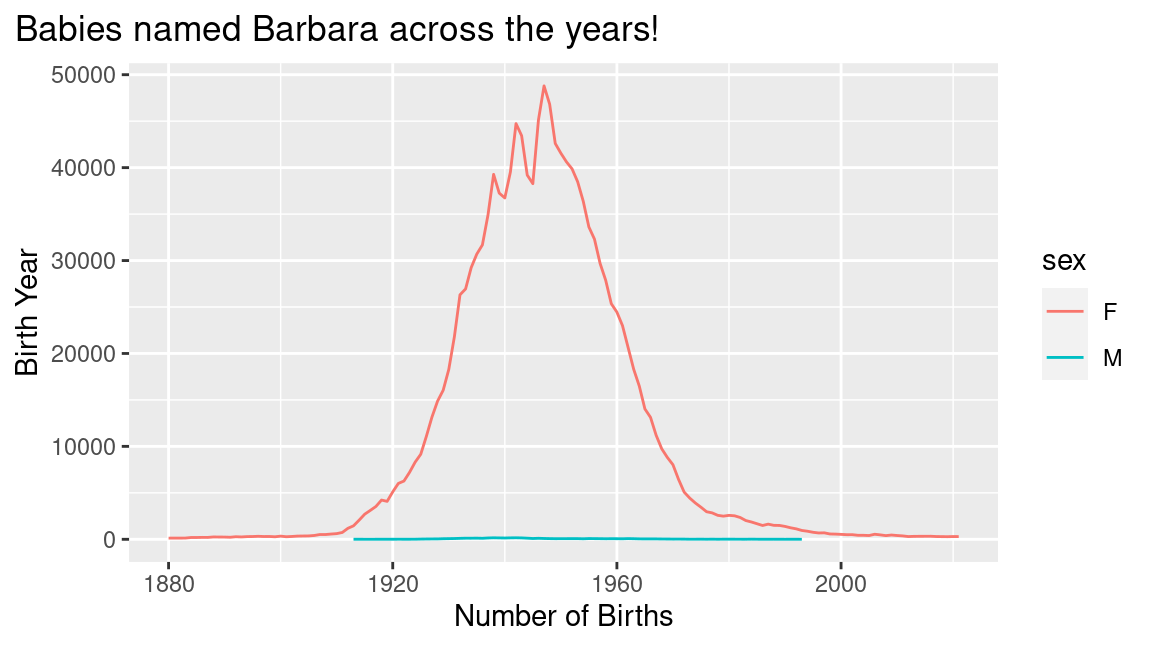 Babies named Barbara across the years!
Birth Year
50000
40000
30000
20000
10000
0
1880 1920 1960 2000
Number of Births
sex
F
M